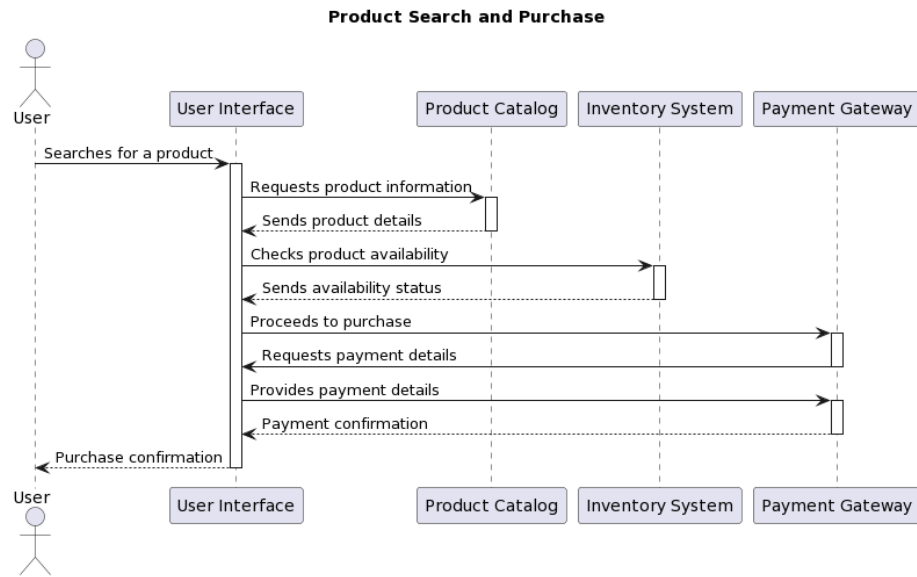 Product Search and Purchase
User
User Interface
Product Catalog
Inventory System
Payment Gateway
Searches for a product
Requests product information
Sends product details
Checks product availability
Sends availability status
Proceeds to purchase
Requests payment details
Provides payment details
Payment confirmation
Purchase confirmation
User
User Interface
Product Catalog
Inventory System
Payment Gateway